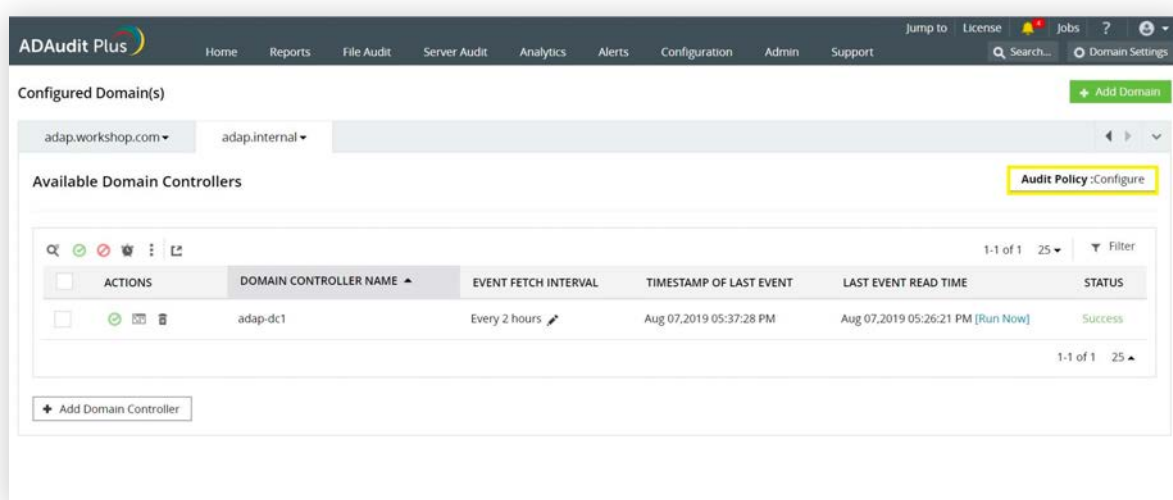 Jump to License 4 Jobs ?
ADAudit Plus
Home Reports File Audit Server Audit Analytics Alerts Configuration Admin Support Search... Domain Settings
Configured Domain(s)
+ Add Domain
adap.workshop.com adap.internal
Available Domain Controllers
Audit Policy :Configure
1-1 of 1 25 Filter
ACTIONS DOMAIN CONTROLLER NAME EVENT FETCH INTERVAL TIMESTAMP OF LAST EVENT LAST EVENT READ TIME STATUS
adap-dc1 Every 2 hours Aug 07,2019 05:37:28 PM Aug 07,2019 05:26:21 PM [Run Now] Success
1-1 of 1 25
+ Add Domain Controller